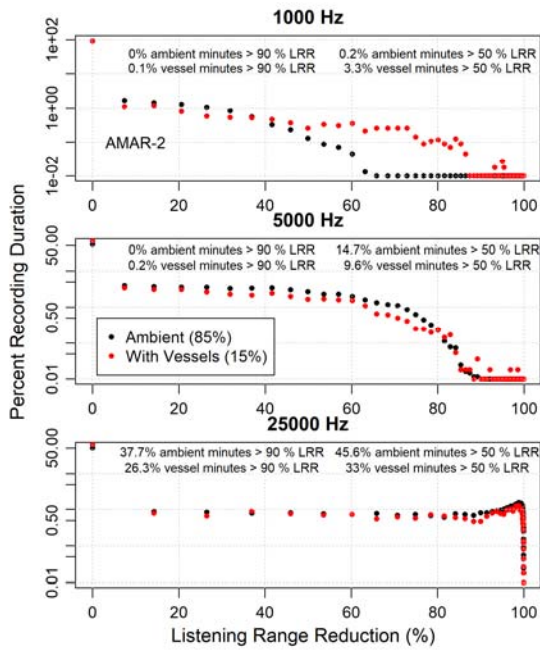 1000 Hz
1e+02
1e+00
1e-02
0% ambient minutes > 90 % LRR
0.2% ambient minutes > 50 % LRR
0.1% vessel minutes > 90 % LRR
3.3% vessel minutes > 50 % LRR
AMAR-2
0 20 40 60 80 100
5000 Hz
50.00
0.50
0.01
0% ambient minutes > 90 % LRR
14.7% ambient minutes > 50 % LRR
0.2% vessel minutes > 90 % LRR
9.6% vessel minutes > 50 % LRR
Ambient (85%)
With Vessels (15%)
0 20 40 60 80 100
25000 Hz
50.00
0.50
0.01
37.7% ambient minutes > 90 % LRR
45.6% ambient minutes > 50 % LRR
26.3% vessel minutes > 90 % LRR
33% vessel minutes > 50 % LRR
0 20 40 60 80 100
Percent Recording Duration
Listening Range Reduction (%)